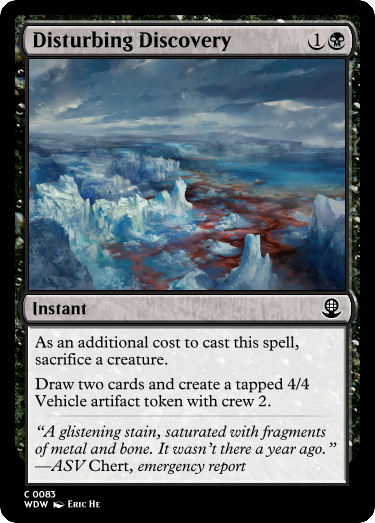 Disturbing Discovery 1
Instant
As an additional cost to cast this spell,
sacrifice a creature.
Draw two cards and create a tapped 4/4
Vehicle artifact token with crew 2.
“A glistening stain, saturated with fragments
of metal and bone. It wasn't there a year ago.”
—ASV Chert, emergency report
C 0083
WDW Eric He